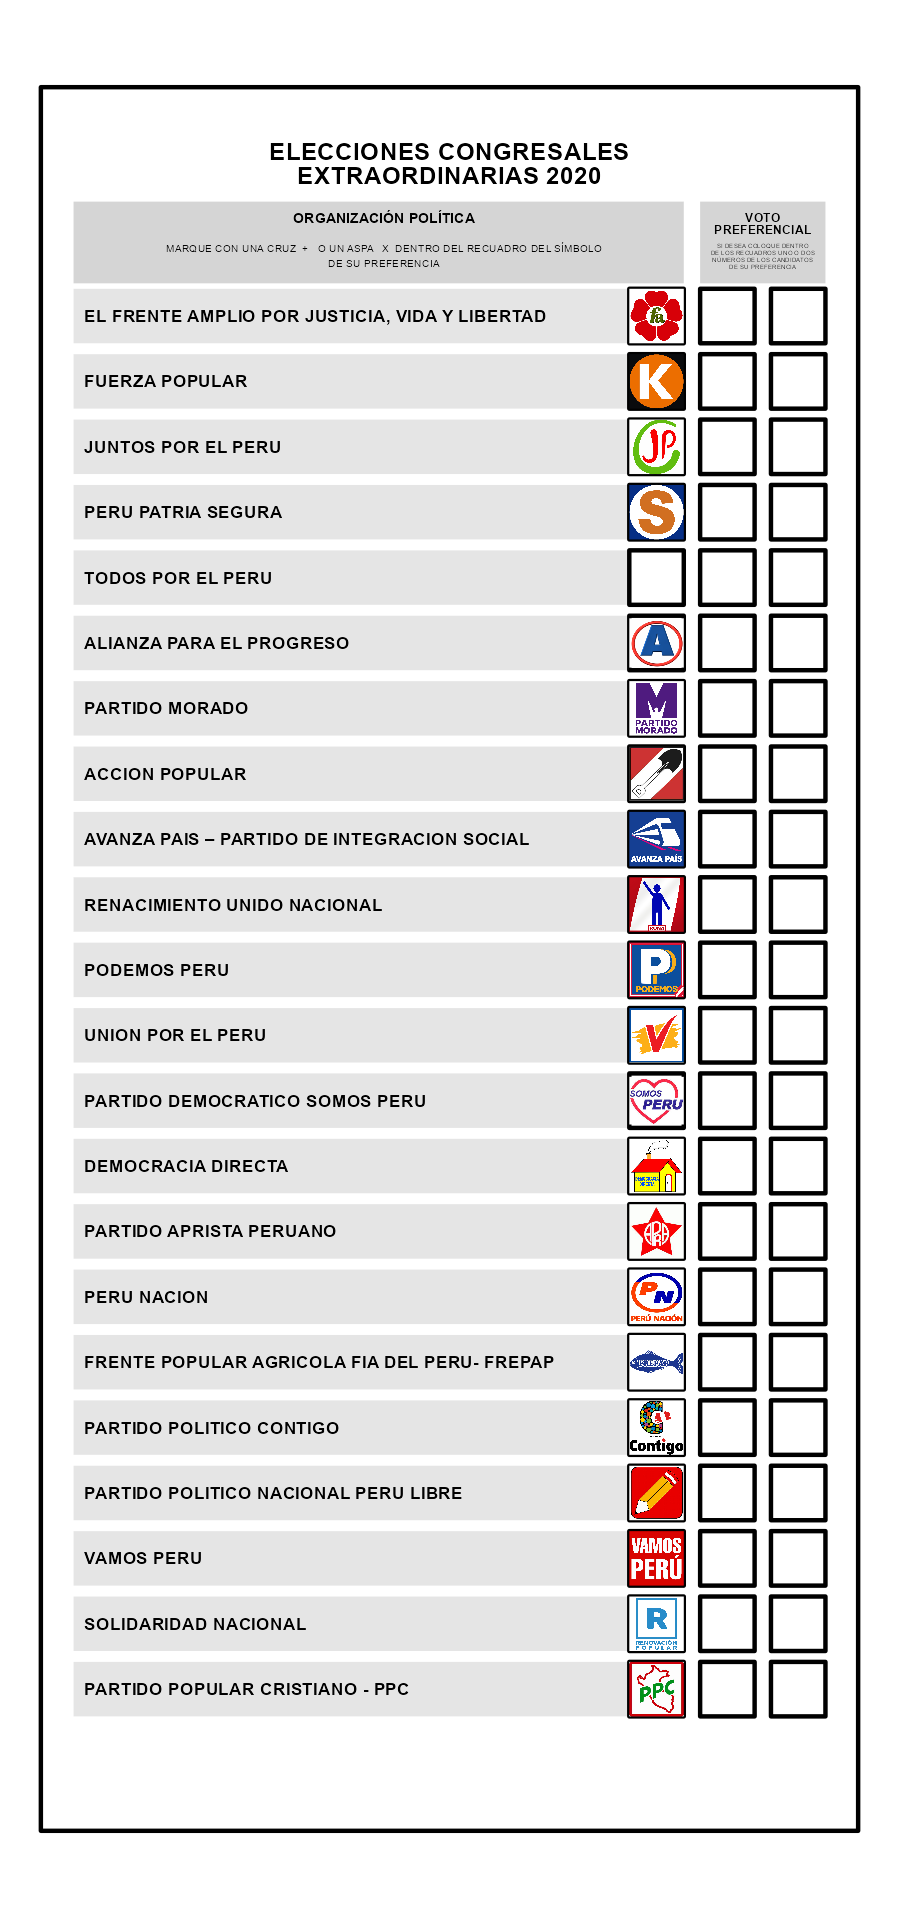 ELECCIONES CONGRESALES
EXTRAORDINARIAS 2020
ORGANIZACIÓN POLÍTICA
MARQUE CON UNA CRUZ + O UN ASPA X DENTRO DEL RECUADRO DEL SÍMBOLO
DE SU PREFERENCIA
VOTO
PREFERENCIAL
SI DESEA COLOQUE DENTRO
DE LOS RECUADROS UNO O DOS
NÚMEROS DE LOS CANDIDATOS
DE SU PREFERENCIA
EL FRENTE AMPLIO POR JUSTICIA, VIDA Y LIBERTAD
fa
FUERZA POPULAR
K
JUNTOS POR EL PERU
JP
PERU PATRIA SEGURA
S
TODOS POR EL PERU
ALIANZA PARA EL PROGRESO
A
PARTIDO MORADO
M
PARTIDO
MORADO
ACCION POPULAR
AVANZA PAIS – PARTIDO DE INTEGRACION SOCIAL
AVANZA PAÍS
RENACIMIENTO UNIDO NACIONAL
PODEMOS PERU
P
PODEMOS
UNION POR EL PERU
PARTIDO DEMOCRATICO SOMOS PERU
SOMOS
PERU
DEMOCRACIA DIRECTA
DEMOCRACIA
DIRECTA
PARTIDO APRISTA PERUANO
APRA
PERU NACION
PN
PERÚ NACIÓN
FRENTE POPULAR AGRICOLA FIA DEL PERU- FREPAP
PARTIDO POLITICO CONTIGO
Contigo
PARTIDO POLITICO NACIONAL PERU LIBRE
VAMOS PERU
VAMOS
PERÚ
SOLIDARIDAD NACIONAL
R
RENOVACIÓN
POPULAR
PARTIDO POPULAR CRISTIANO - PPC
PPC